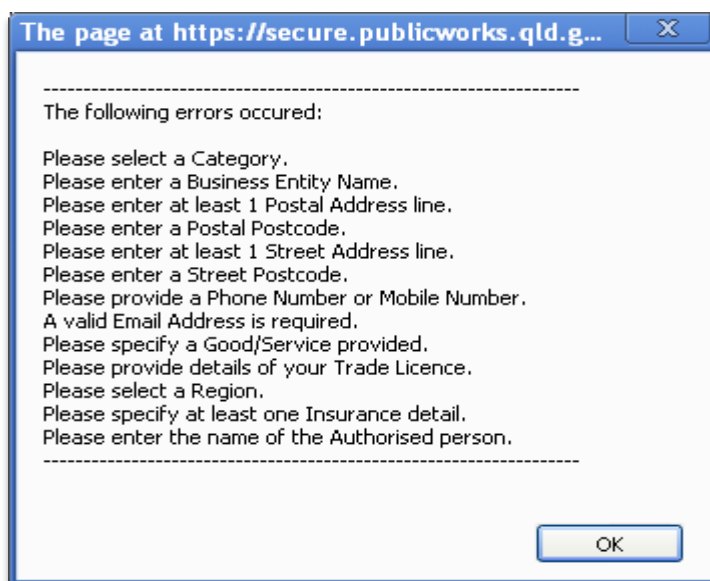 The page at https://secure.publicworks.qld.g...
-------------------------------------------------------------------
The following errors occured:
Please select a Category.
Please enter a Business Entity Name.
Please enter at least 1 Postal Address line.
Please enter a Postal Postcode.
Please enter at least 1 Street Address line.
Please enter a Street Postcode.
Please provide a Phone Number or Mobile Number.
A valid Email Address is required.
Please specify a Good/Service provided.
Please provide details of your Trade Licence.
Please select a Region.
Please specify at least one Insurance detail.
Please enter the name of the Authorised person.
-------------------------------------------------------------------
OK